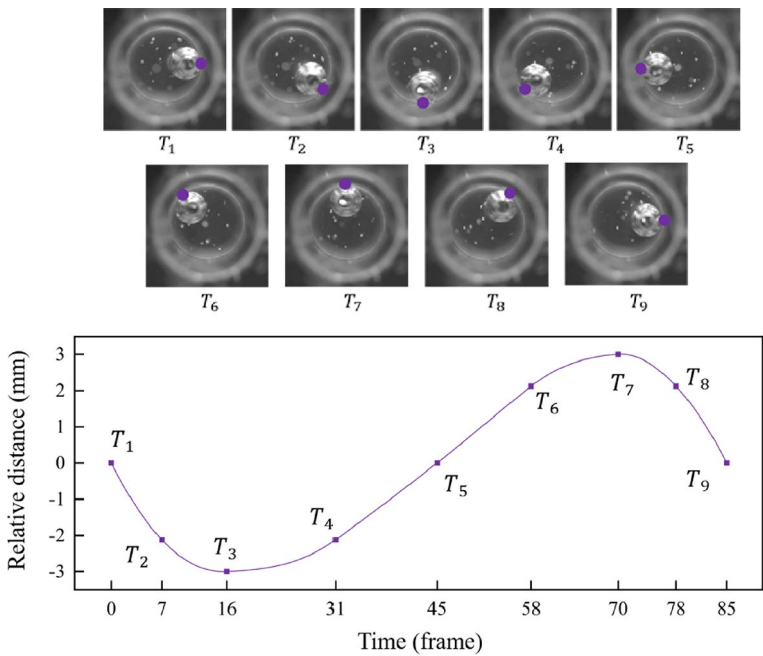 T₁ T₂ T₃ T₄ T₅
T₆ T₇ T₈ T₉
Relative distance (mm)
3
2
1
0
-1
-2
-3
T₁
T₂
T₃
T₄
T₅
T₆
T₇
T₈
T₉
0 7 16 31 45 58 70 78 85
Time (frame)